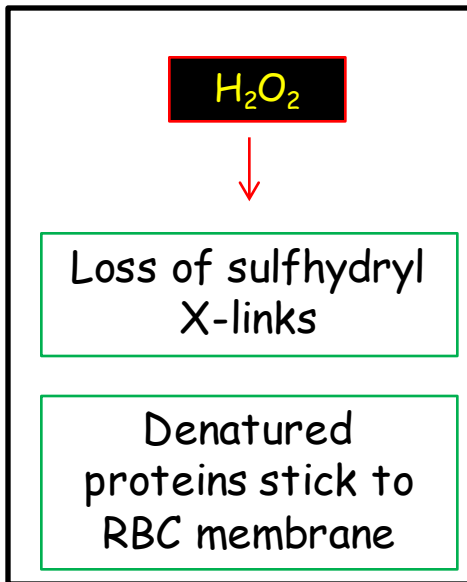 H₂O₂
Loss of sulfhydryl
X-links
Denatured
proteins stick to
RBC membrane